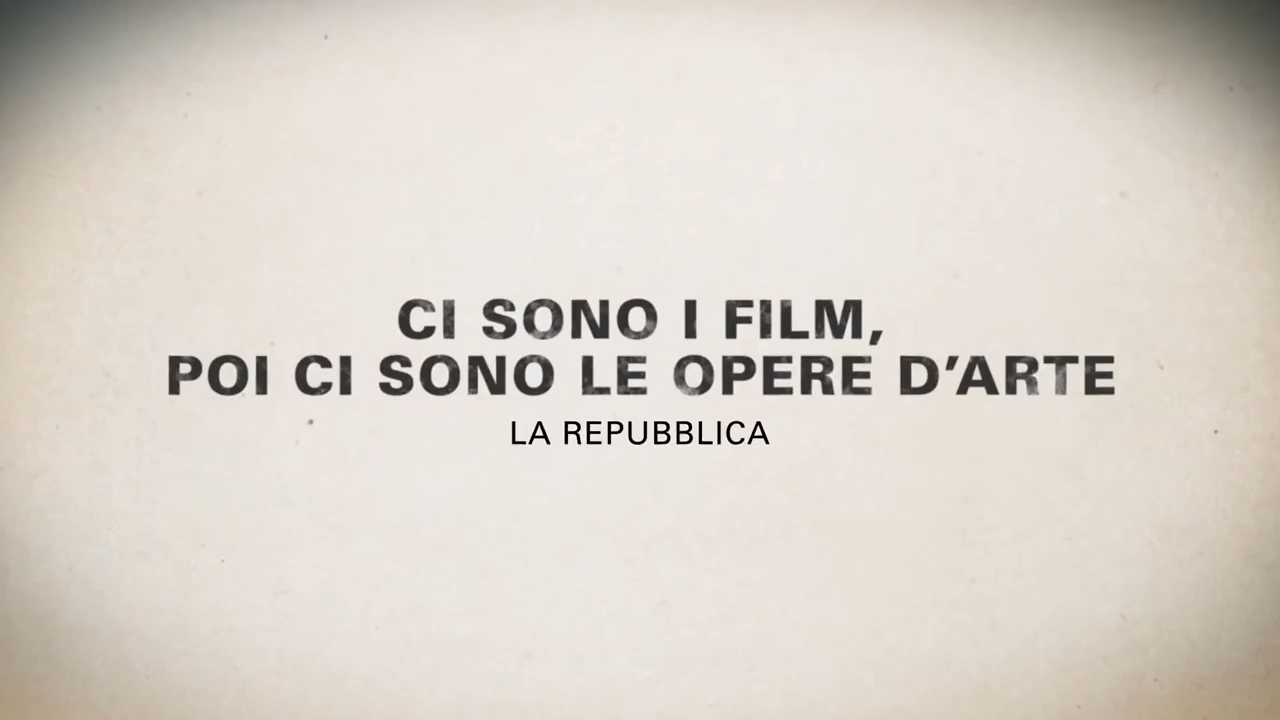 CI SONO I FILM,
POI CI SONO LE OPERE D’ARTE
LA REPUBBLICA